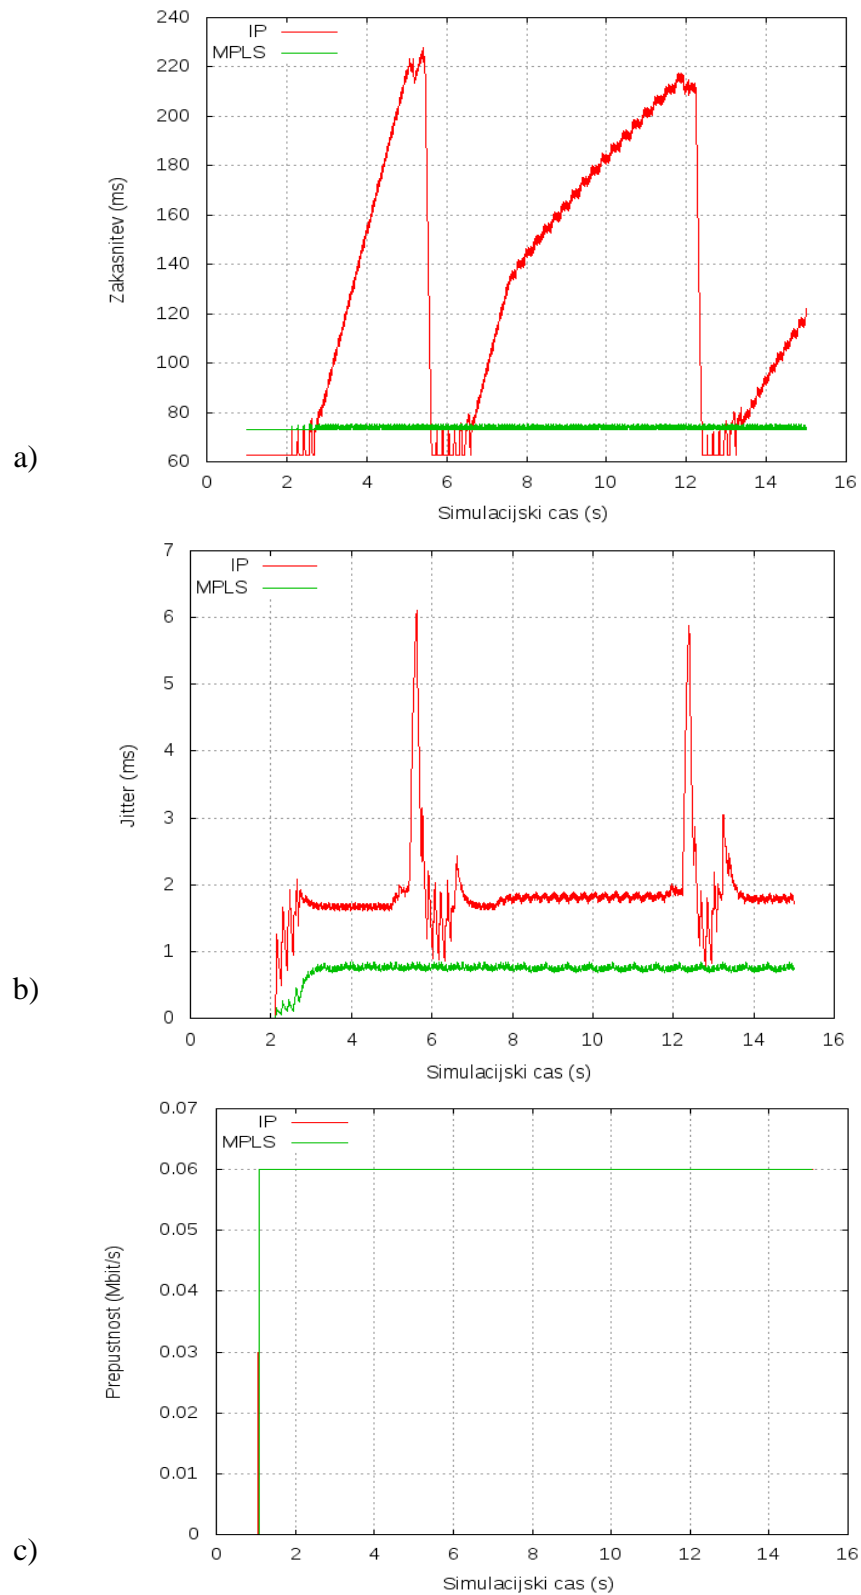 240
220
200
180
160
140
120
100
80
60
IP
MPLS
Zakasnitev (ms)
0 2 4 6 8 10 12 14 16
Simulacijski cas (s)
a)
7
6
5
4
3
2
1
0
IP
MPLS
Jitter (ms)
0 2 4 6 8 10 12 14 16
Simulacijski cas (s)
b)
0.07
0.06
0.05
0.04
0.03
0.02
0.01
0
IP
MPLS
Prepustnost (Mbit/s)
0 2 4 6 8 10 12 14 16
Simulacijski cas (s)
c)